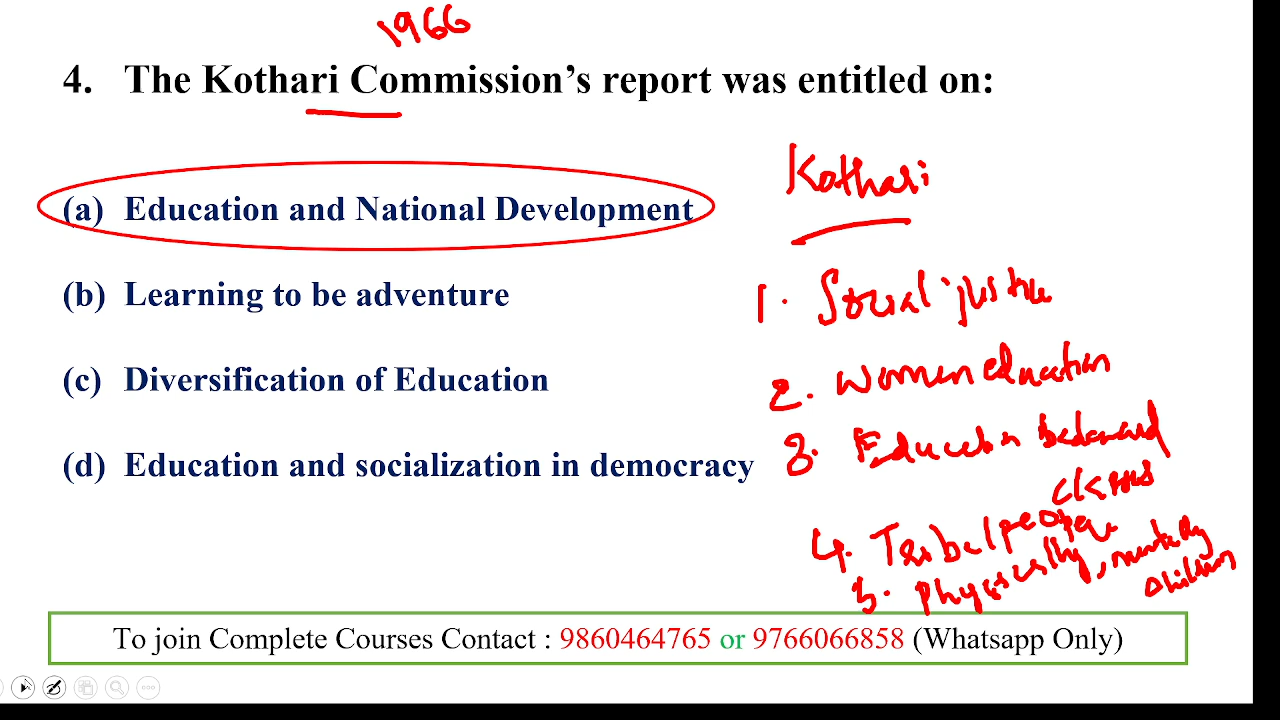 1966
4. The Kothari Commission’s report was entitled on:
(a) Education and National Development
(b) Learning to be adventure
(c) Diversification of Education
(d) Education and socialization in democracy
Kothari
1. Social justice
2. Women education
3. Education backward
classes
4. Tribal people
5. Physically, mentally
children
To join Complete Courses Contact : 9860464765 or 9766066858 (Whatsapp Only)